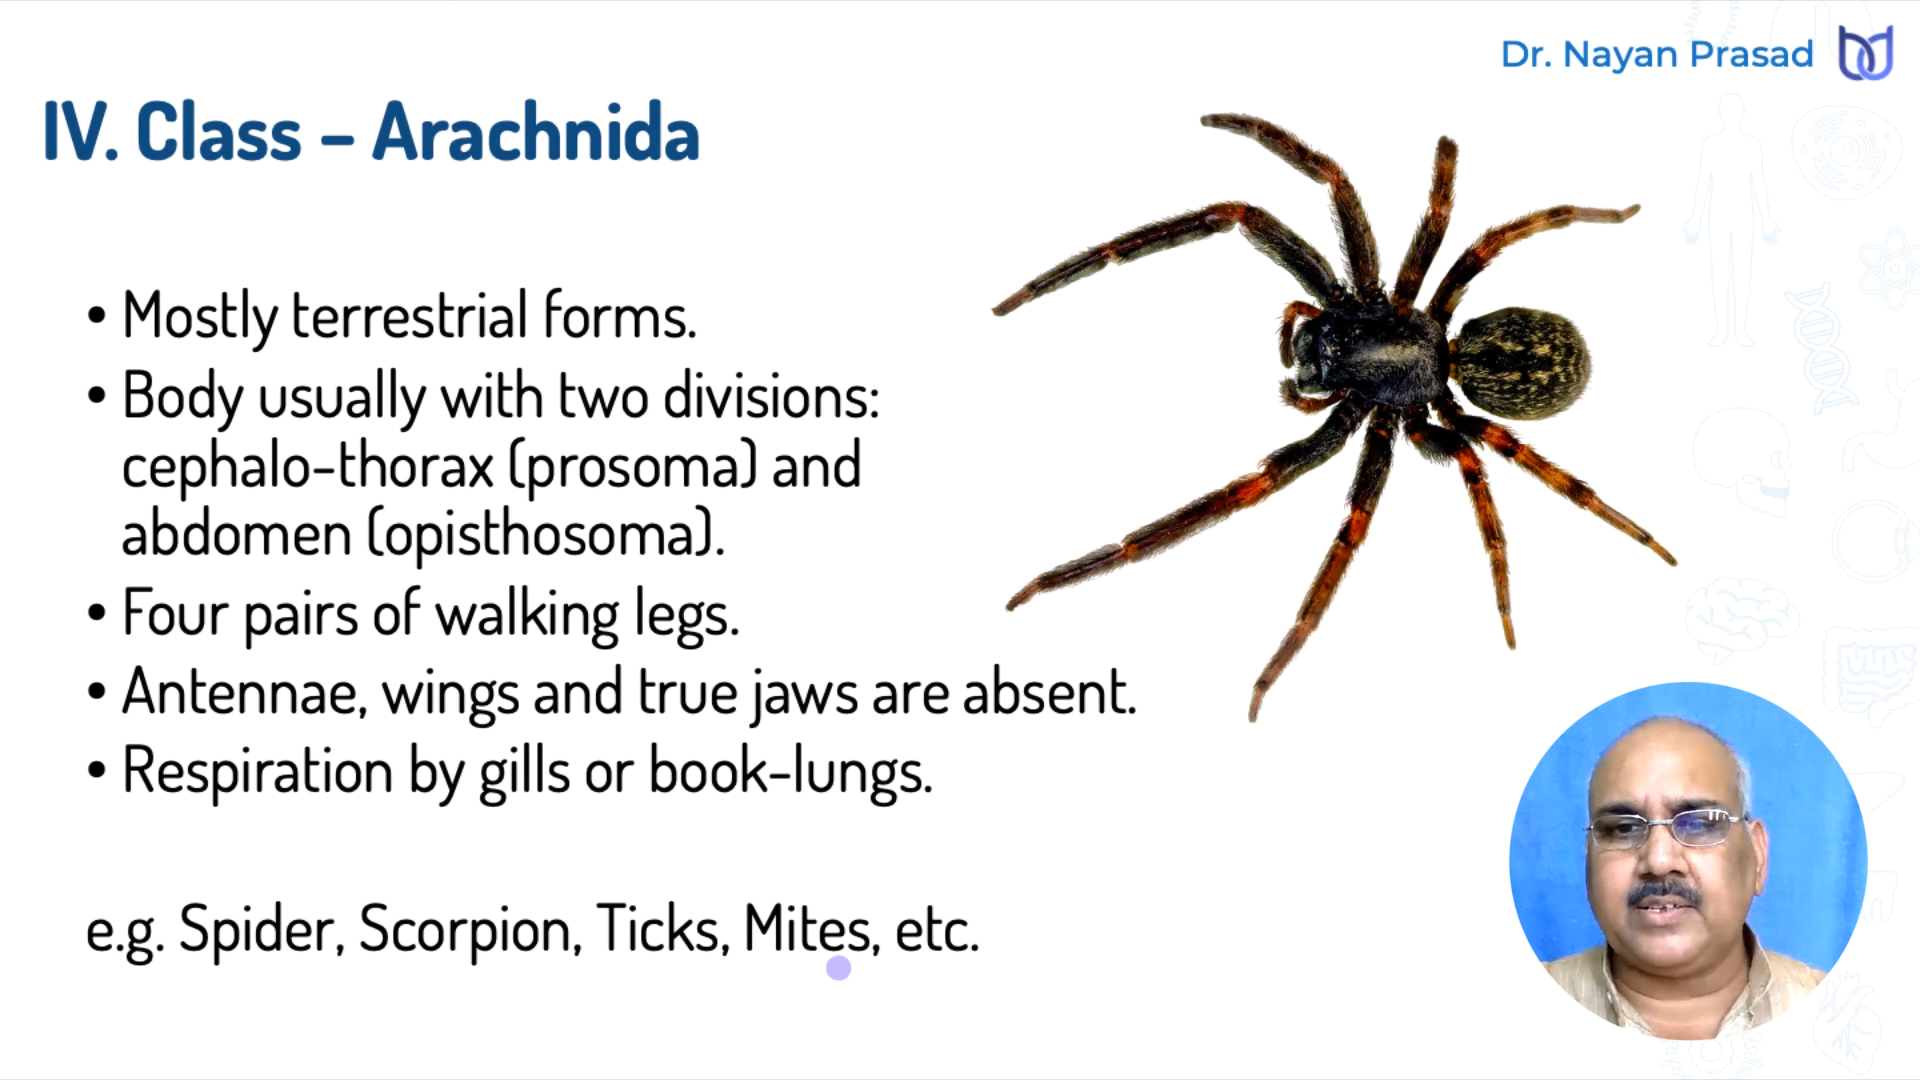 Dr. Nayan Prasad
IV. Class – Arachnida
• Mostly terrestrial forms.
• Body usually with two divisions:
cephalo-thorax (prosoma) and
abdomen (opisthosoma).
• Four pairs of walking legs.
• Antennae, wings and true jaws are absent.
• Respiration by gills or book-lungs.
e.g. Spider, Scorpion, Ticks, Mites, etc.